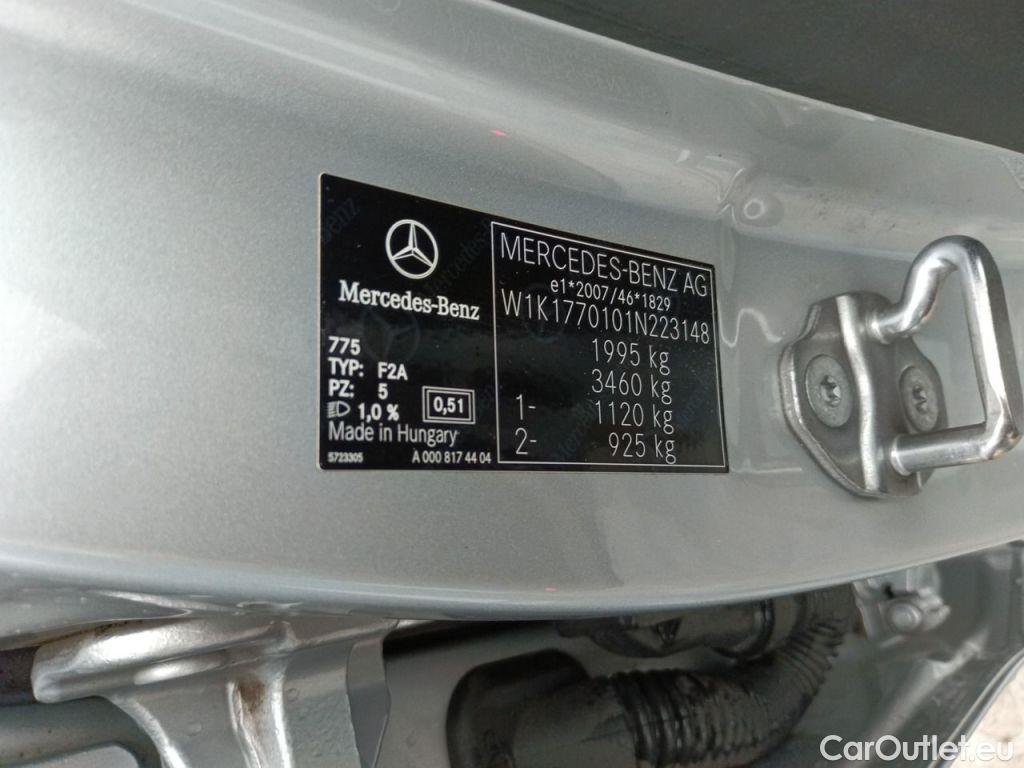 Mercedes-Benz
775
TYP: F2A
PZ: 5
1,0 % 0,51
Made in Hungary
5723305 A 000 817 44 04
MERCEDES-BENZ AG
e1*2007/46*1829
W1K1770101N223148
1995 kg
3460 kg
1- 1120 kg
2- 925 kg
CarOutlet.eu